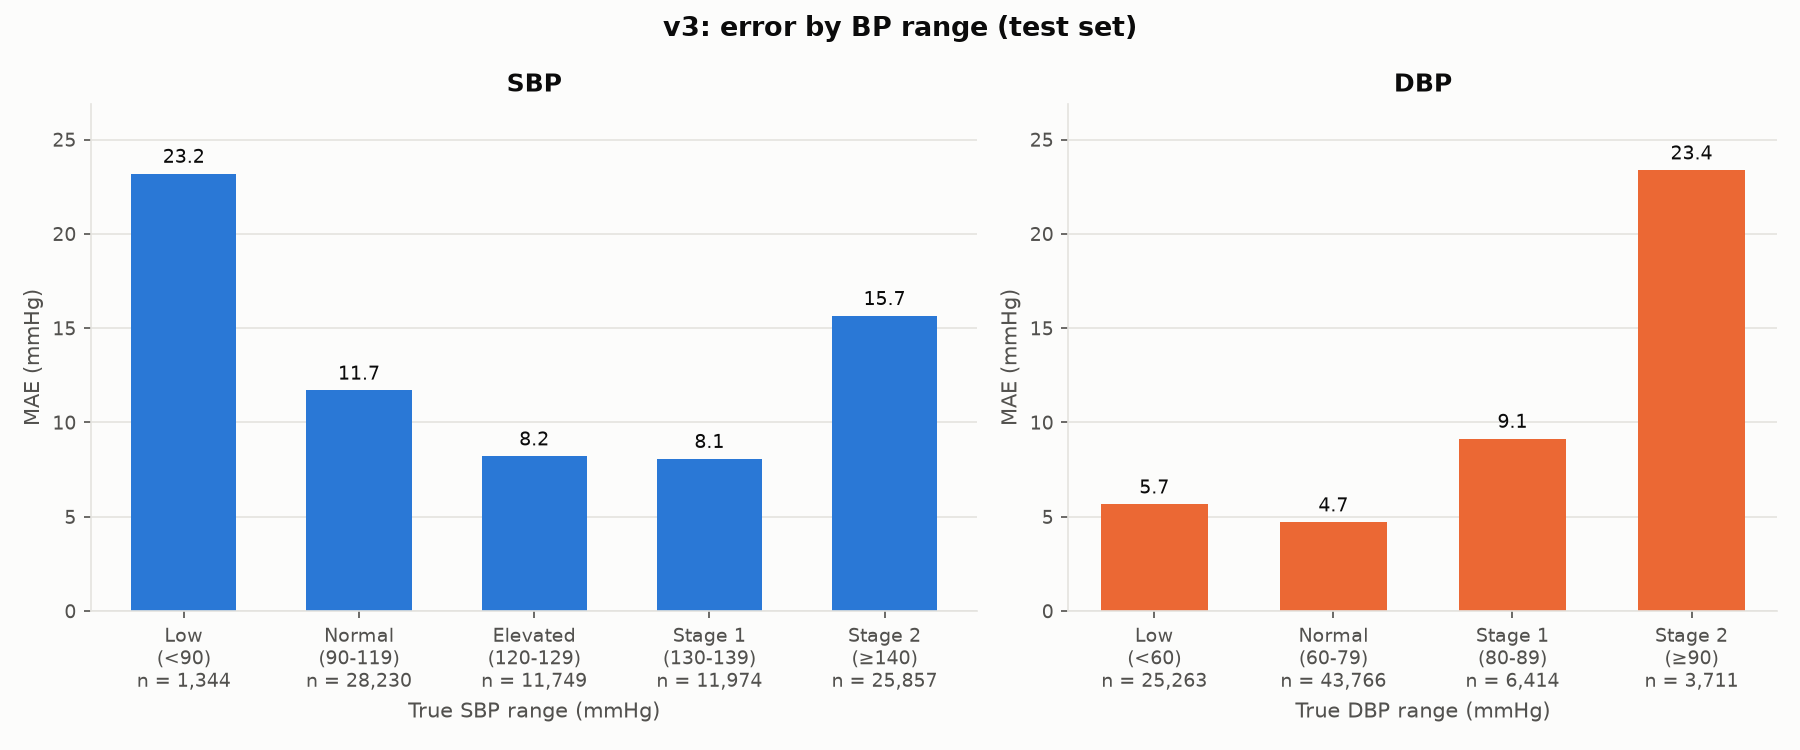 v3: error by BP range (test set)
SBP
MAE (mmHg)
25
20
15
10
5
0
23.2
11.7
8.2
8.1
15.7
Low
(<90)
n = 1,344
Normal
(90-119)
n = 28,230
Elevated
(120-129)
n = 11,749
Stage 1
(130-139)
n = 11,974
Stage 2
(≥140)
n = 25,857
True SBP range (mmHg)
DBP
MAE (mmHg)
25
20
15
10
5
0
5.7
4.7
9.1
23.4
Low
(<60)
n = 25,263
Normal
(60-79)
n = 43,766
Stage 1
(80-89)
n = 6,414
Stage 2
(≥90)
n = 3,711
True DBP range (mmHg)